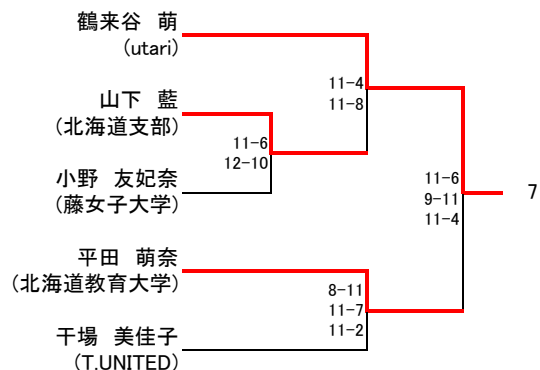 鶴来谷 萌
(utari)
11-4
11-8
山下 藍
(北海道支部)
11-6
12-10
小野 友妃奈
(藤女子大学)
11-6
9-11
11-4
7
平田 萌奈
(北海道教育大学)
8-11
11-7
11-2
干場 美佳子
(T.UNITED)